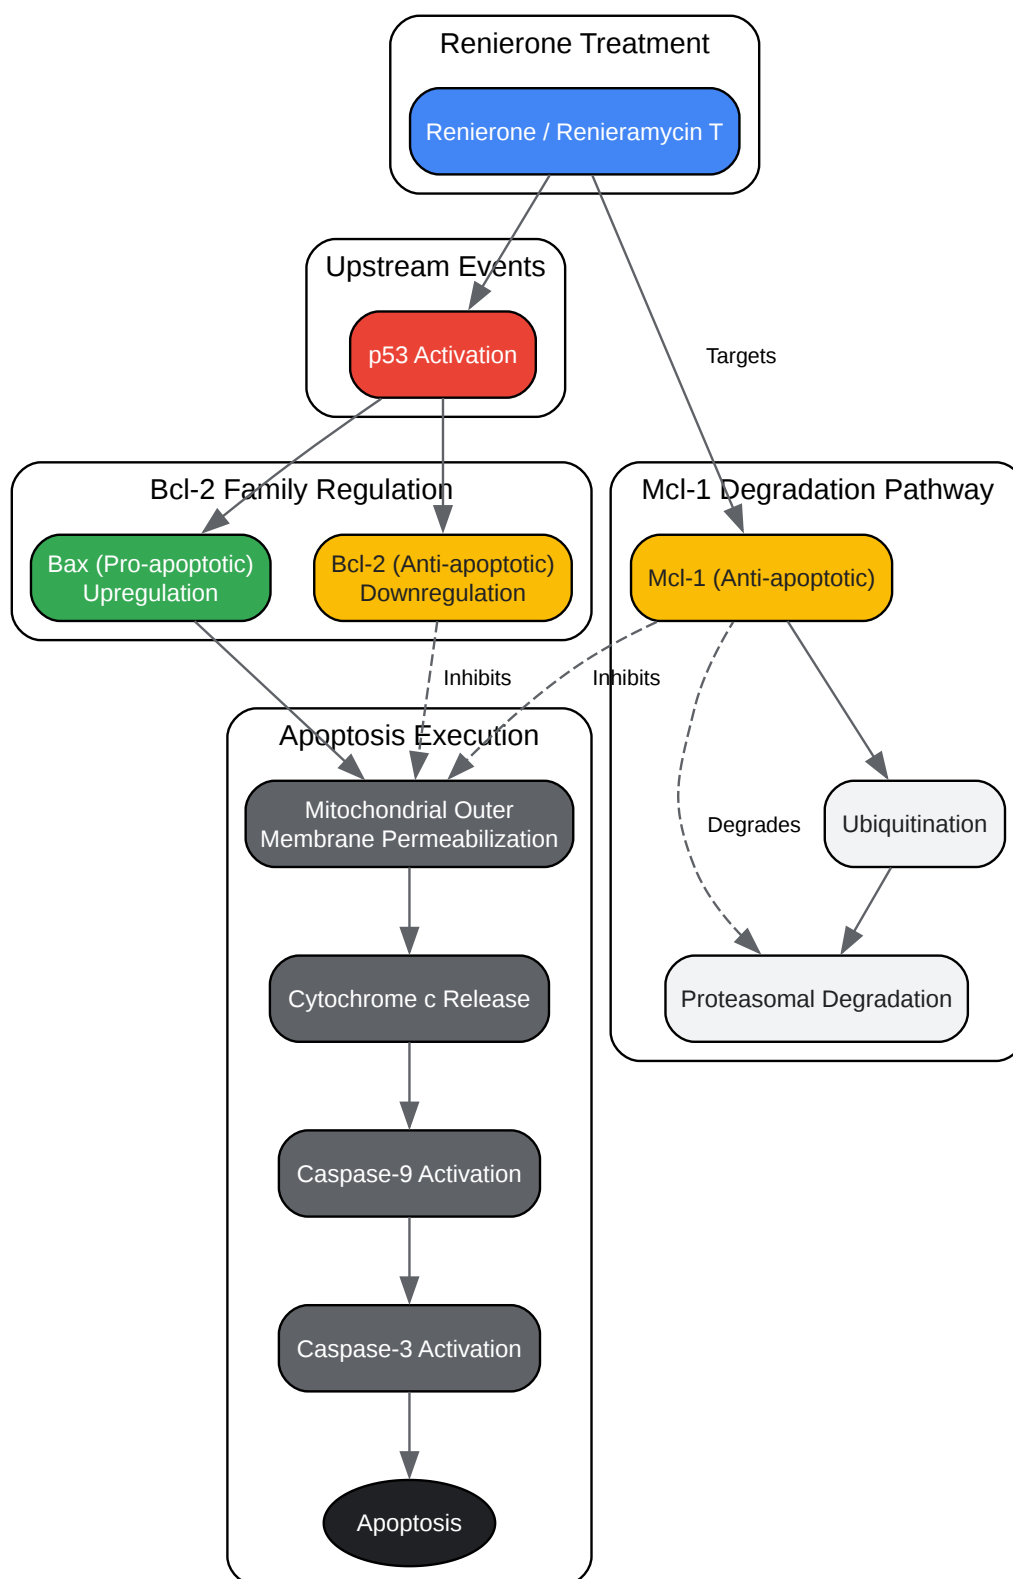 Renierone Treatment
Renierone / Renieramycin T
Upstream Events
p53 Activation
Targets
Bcl-2 Family Regulation
Bax (Pro-apoptotic)
Upregulation
Bcl-2 (Anti-apoptotic)
Downregulation
Mcl-1 Degradation Pathway
Mcl-1 (Anti-apoptotic)
Inhibits
Inhibits
Apoptosis Execution
Mitochondrial Outer
Membrane Permeabilization
Degrades
Ubiquitination
Cytochrome c Release
Proteasomal Degradation
Caspase-9 Activation
Caspase-3 Activation
Apoptosis